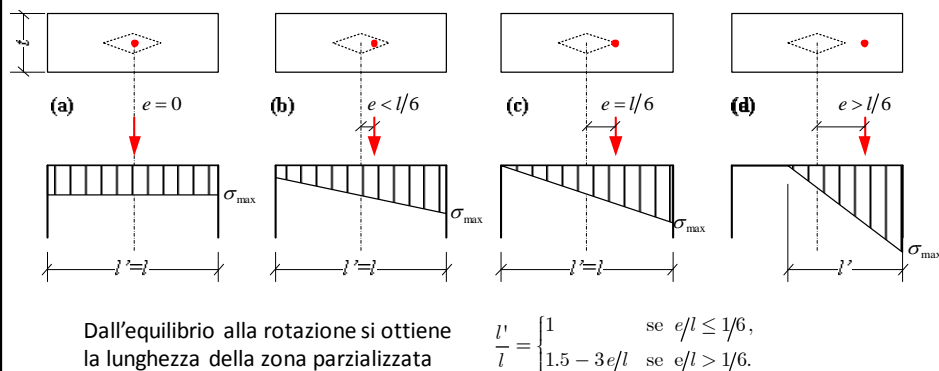 t
(a) e = 0
(b) e < l/6
(c) e = l/6
(d) e > l/6
σmax
σmax
σmax
σmax
l'=l
l'=l
l'=l
l'
Dall'equilibrio alla rotazione si ottiene
la lunghezza della zona parzializzata
l'/l = { 1 se e/l ≤ 1/6,
1.5 − 3e/l se e/l > 1/6.